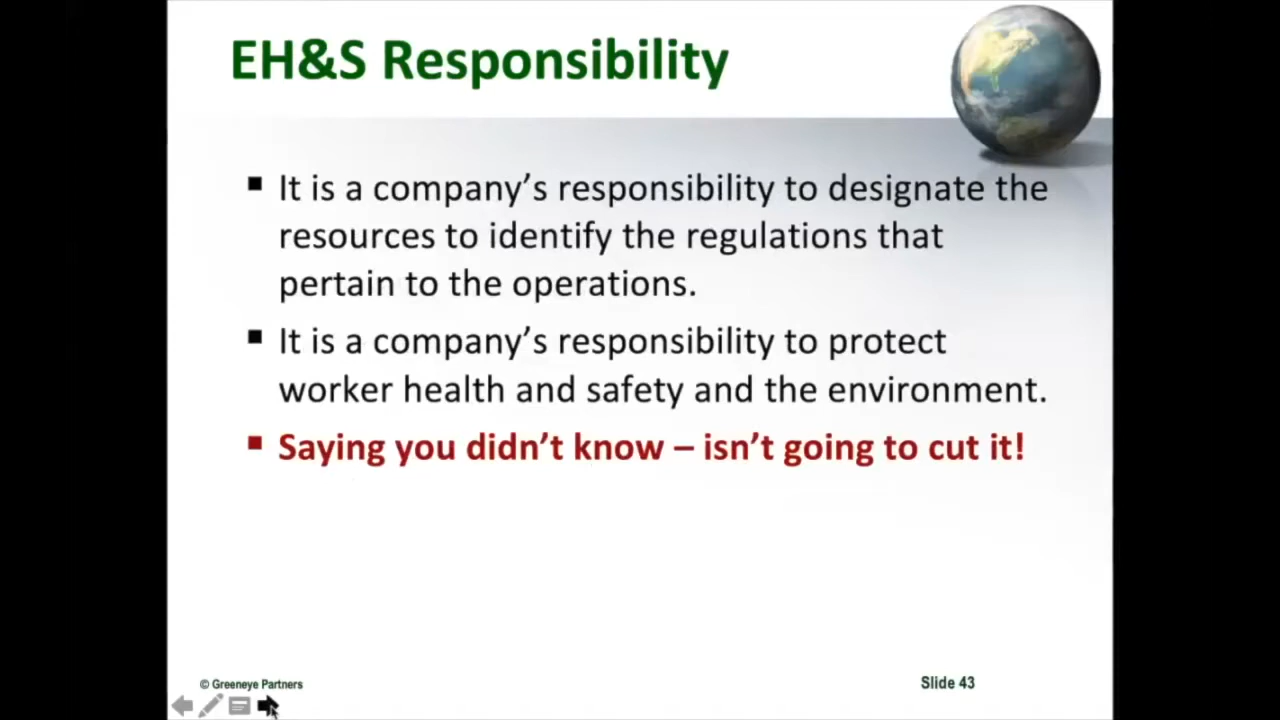 EH&S Responsibility
▪ It is a company’s responsibility to designate the
resources to identify the regulations that
pertain to the operations.
▪ It is a company’s responsibility to protect
worker health and safety and the environment.
▪ Saying you didn’t know – isn’t going to cut it!
© Greeneye Partners
Slide 43